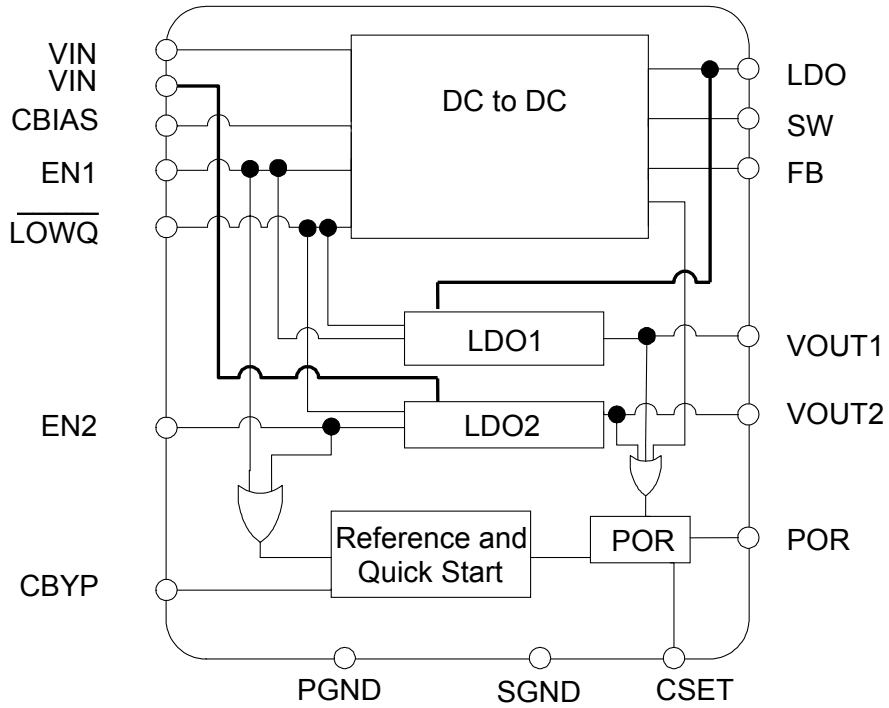 VIN
VIN
CBIAS
EN1
LOWQ
EN2
CBYP
DC to DC
LDO1
LDO2
Reference and
Quick Start
POR
LDO
SW
FB
VOUT1
VOUT2
POR
PGND
SGND
CSET